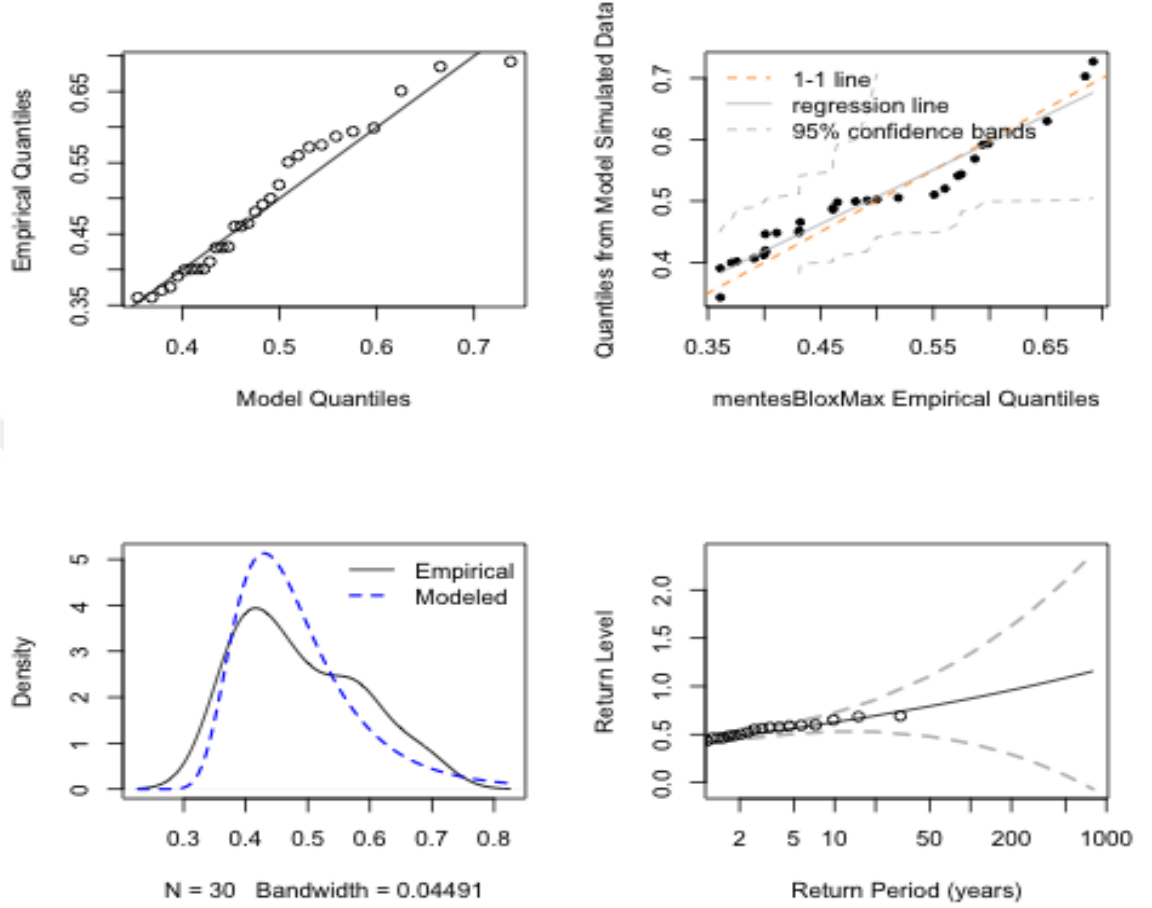 Empirical Quantiles
0.65
0.55
0.45
0.35
0.4 0.5 0.6 0.7
Model Quantiles
Quantiles from Model Simulated Data
0.7
0.6
0.5
0.4
1-1 line
regression line
95% confidence bands
0.35 0.45 0.55 0.65
mentesBloxMax Empirical Quantiles
Density
5
4
3
2
1
0
Empirical
Modeled
0.3 0.4 0.5 0.6 0.7 0.8
N = 30 Bandwidth = 0.04491
Return Level
2.0
1.5
1.0
0.5
0.0
2 5 10 50 200 1000
Return Period (years)